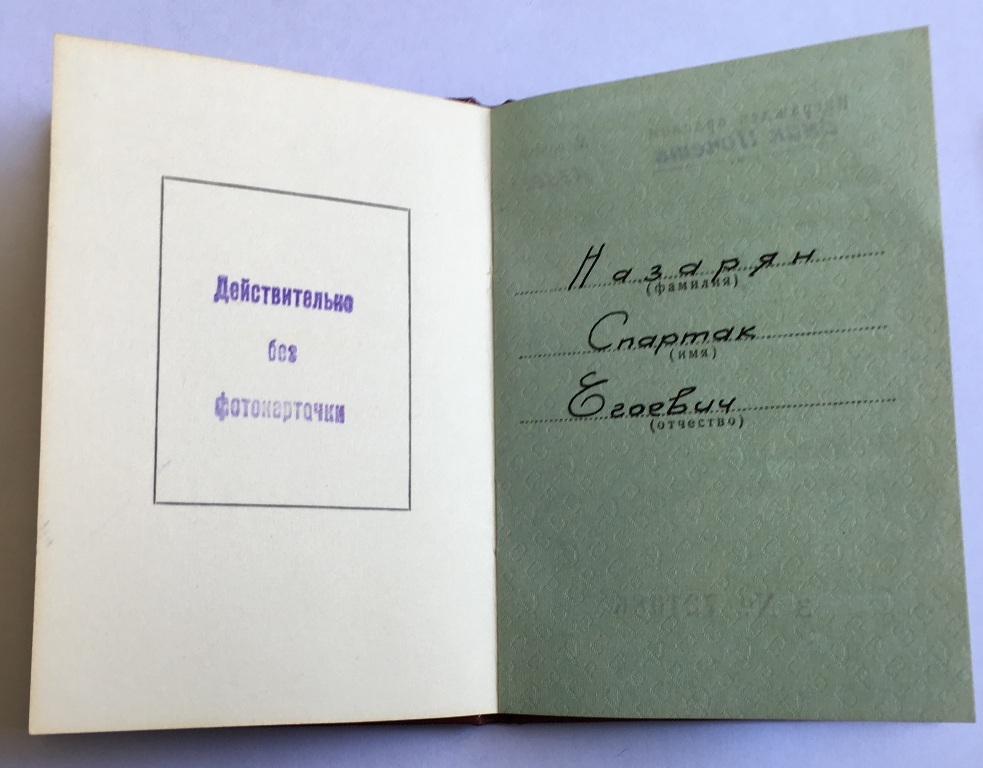 Действительно
без
фотокарточки
Назарян
(фамилия)
Спартак
(имя)
Егоевич
(отчество)